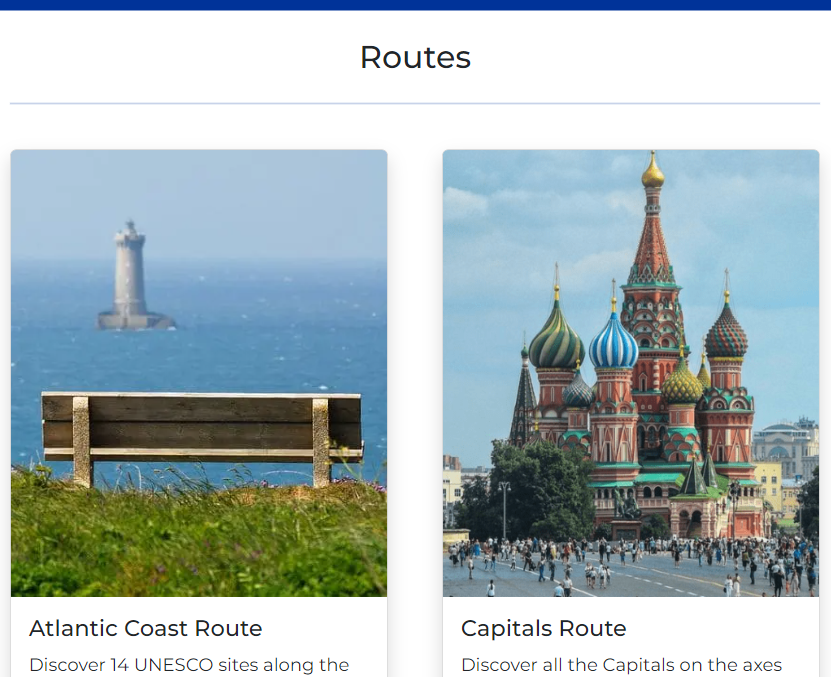 Routes
Atlantic Coast Route
Discover 14 UNESCO sites along the
Capitals Route
Discover all the Capitals on the axes